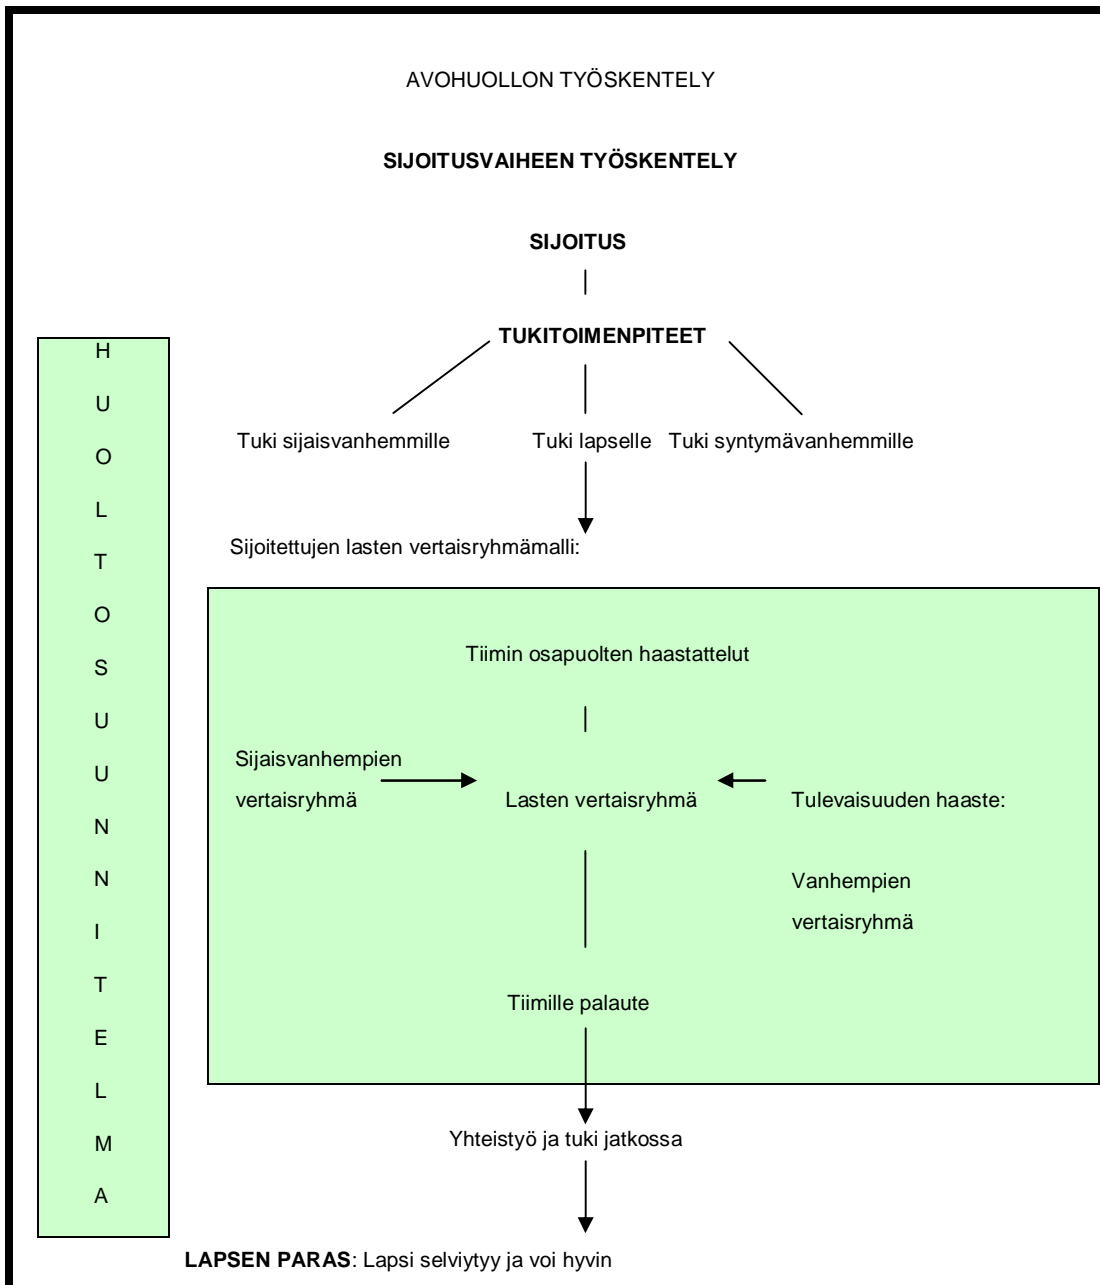 AVOHUOLLON TYÖSKENTELY
SIJOITUSVAIHEEN TYÖSKENTELY
SIJOITUS
TUKITOIMENPITEET
Tuki sijaisvanhemmille
Tuki lapselle
Tuki syntymävanhemmille
Sijoitettujen lasten vertaisryhmämalli:
H
U
O
L
T
O
S
U
U
N
N
I
T
E
L
M
A
Tiimin osapuolten haastattelut
Sijaisvanhempien
vertaisryhmä
Lasten vertaisryhmä
Tulevaisuuden haaste:
Vanhempien
vertaisryhmä
Tiimille palaute
Yhteistyö ja tuki jatkossa
LAPSEN PARAS: Lapsi selviytyy ja voi hyvin